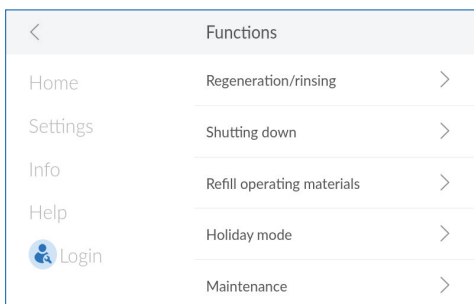 Functions
Home
Settings
Info
Help
Login
Regeneration/rinsing
Shutting down
Refill operating materials
Holiday mode
Maintenance